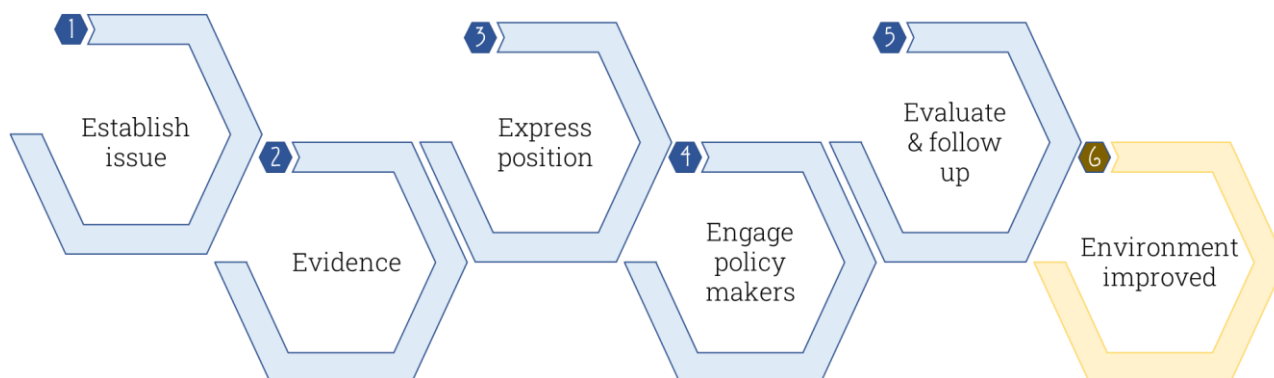 1
Establish
issue
2
Evidence
3
Express
position
4
Engage
policy
makers
5
Evaluate
& follow
up
6
Environment
improved